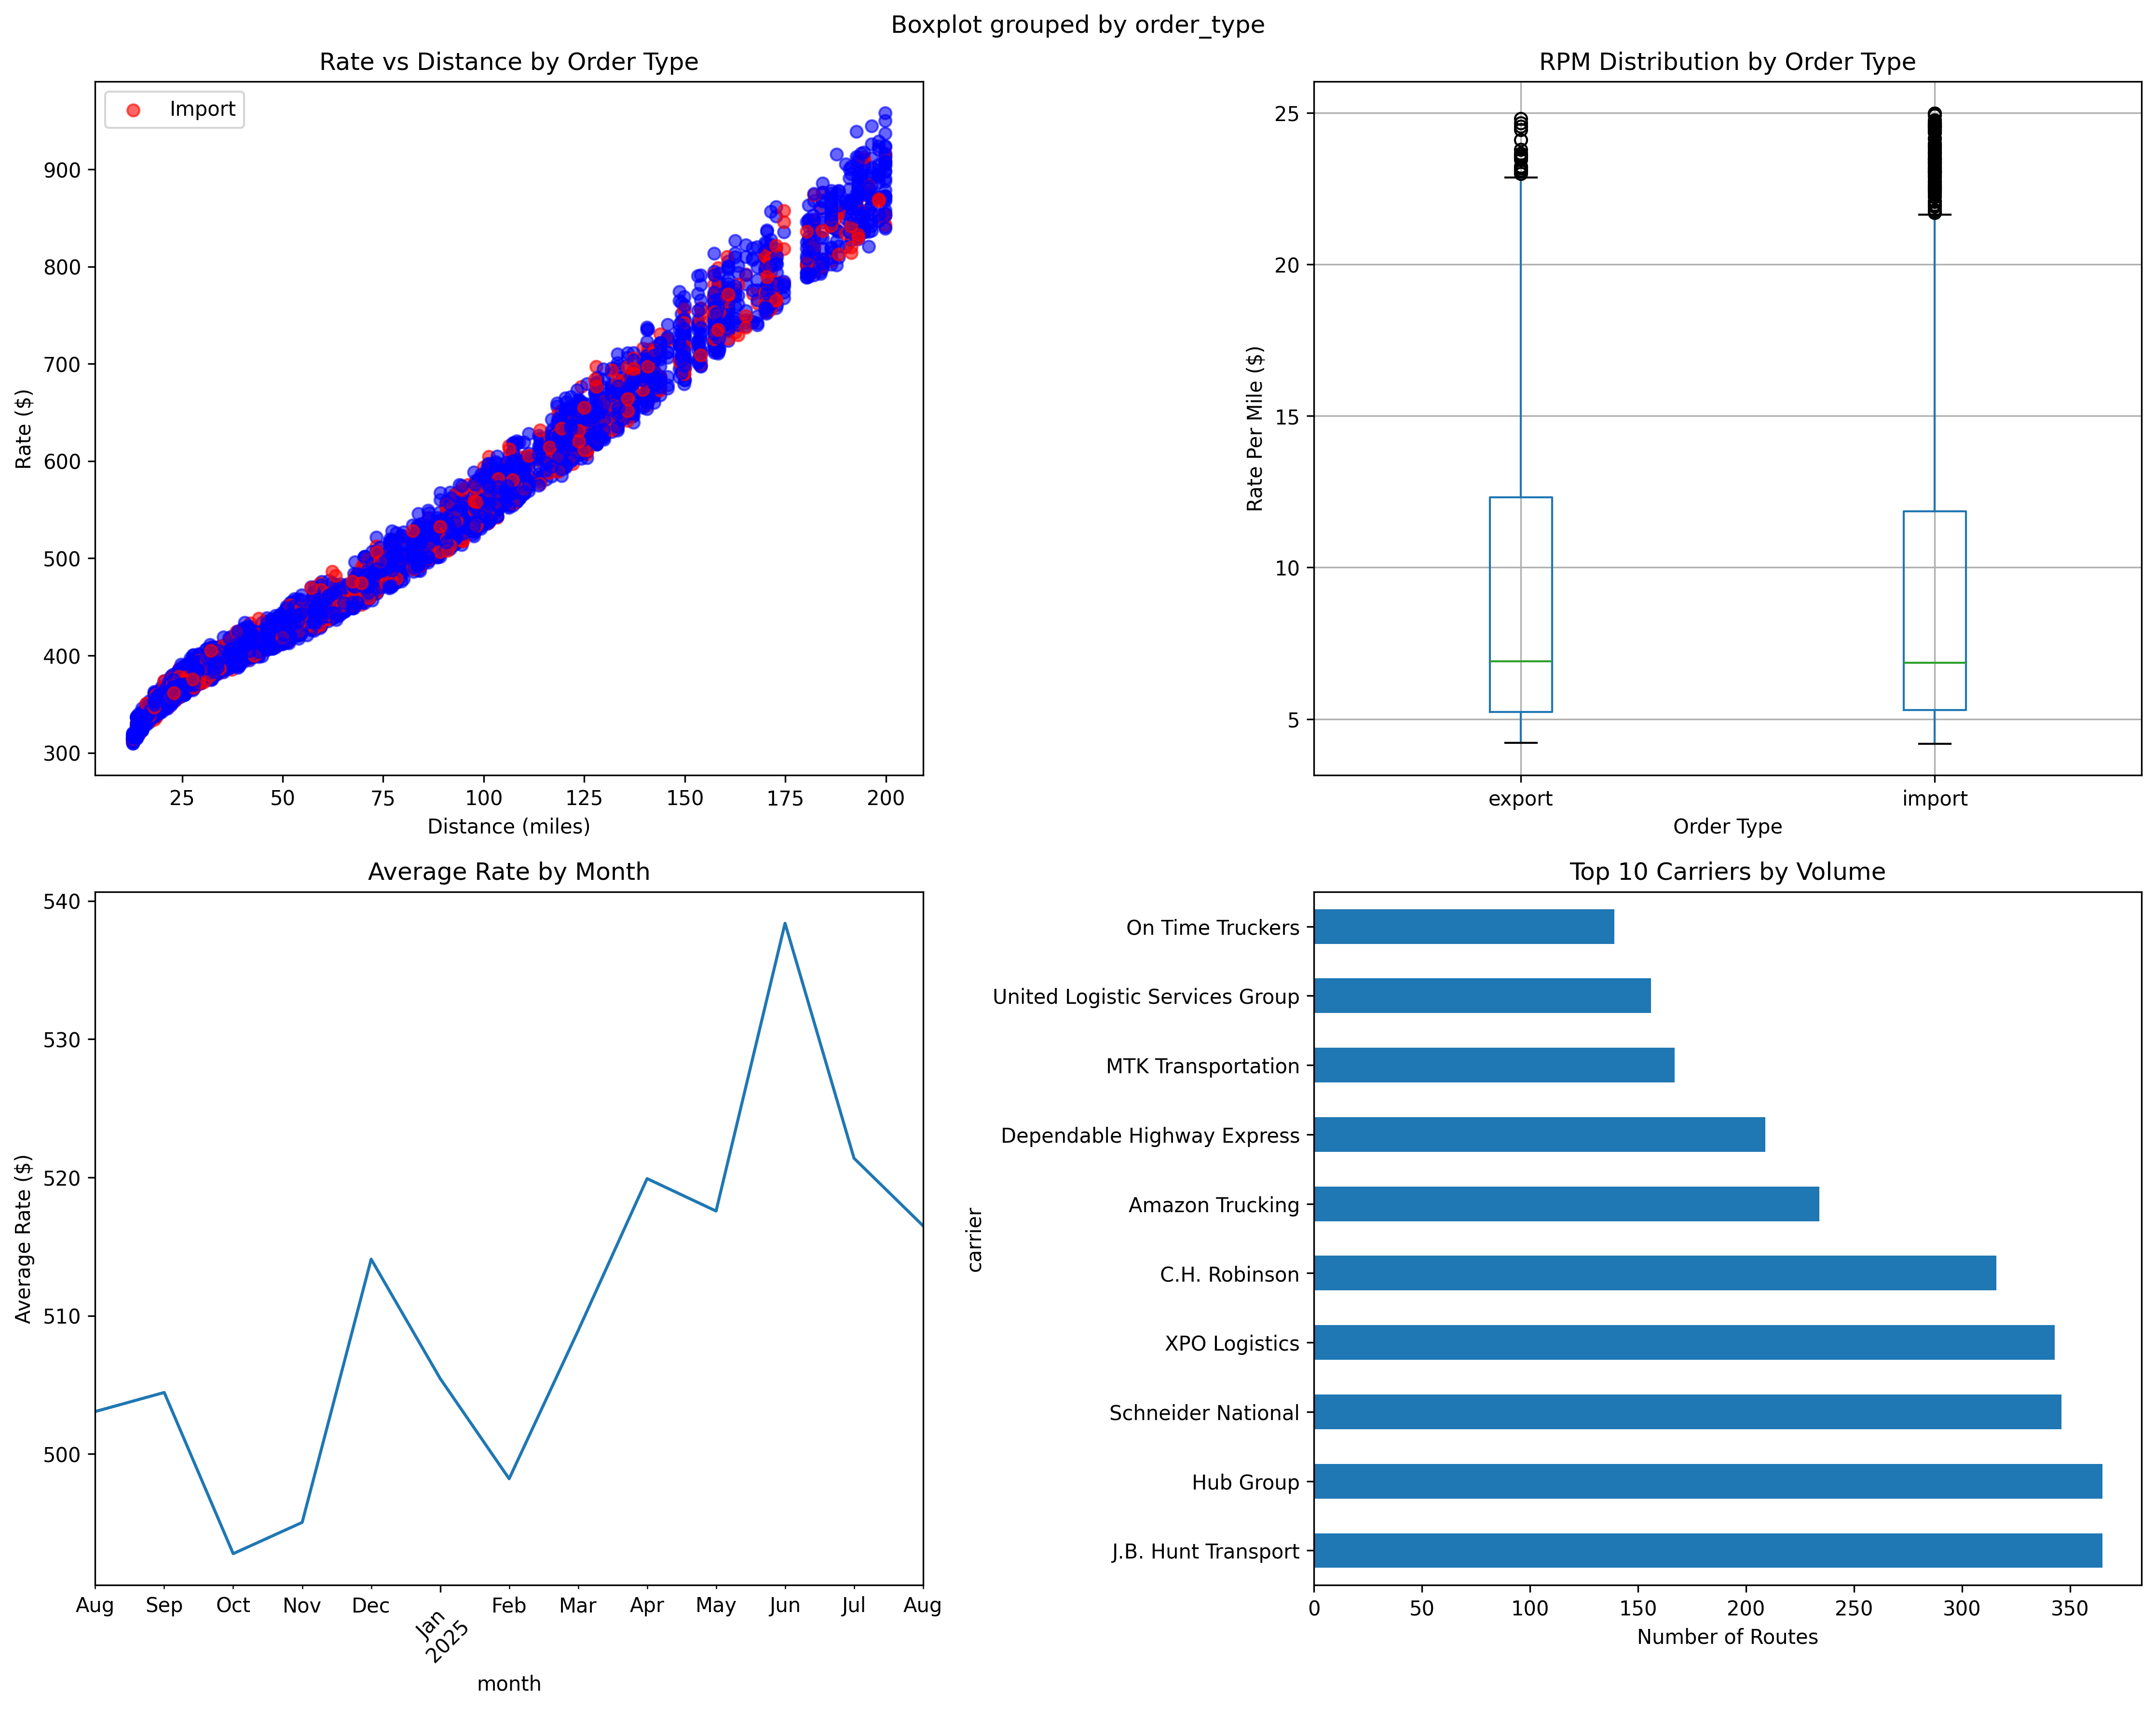 Boxplot grouped by order_type
Rate vs Distance by Order Type
Import
Rate ($)
900
800
700
600
500
400
300
25 50 75 100 125 150 175 200
Distance (miles)
RPM Distribution by Order Type
Rate Per Mile ($)
25
20
15
10
5
export import
Order Type
Average Rate by Month
Average Rate ($)
540
530
520
510
500
Aug Sep Oct Nov Dec Jan Feb Mar Apr May Jun Jul Aug
2025
month
Top 10 Carriers by Volume
carrier
On Time Truckers
United Logistic Services Group
MTK Transportation
Dependable Highway Express
Amazon Trucking
C.H. Robinson
XPO Logistics
Schneider National
Hub Group
J.B. Hunt Transport
0 50 100 150 200 250 300 350
Number of Routes